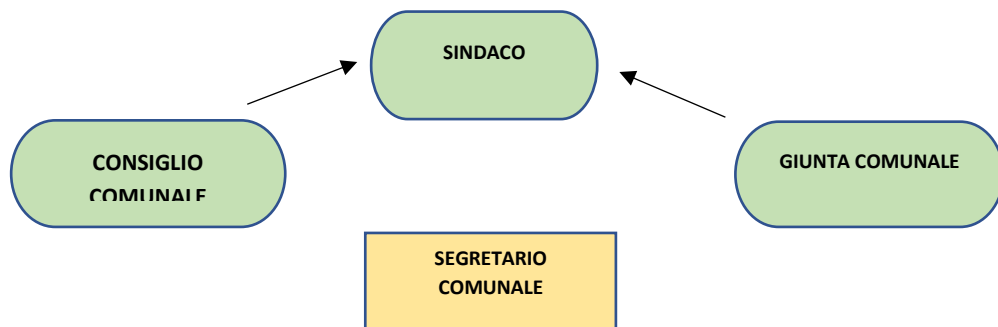 SINDACO
CONSIGLIO
COMUNALE
GIUNTA COMUNALE
SEGRETARIO
COMUNALE